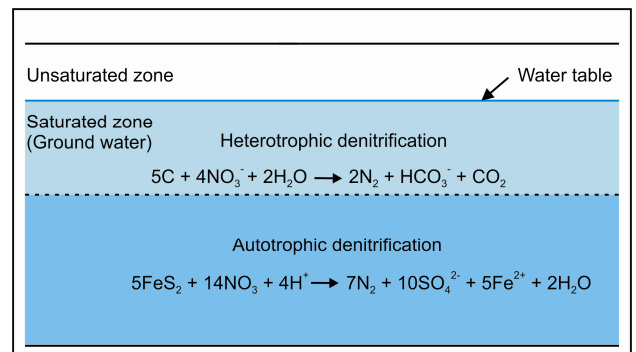 Unsaturated zone
Water table
Saturated zone
(Ground water)
Heterotrophic denitrification
5C + 4NO₃⁻ + 2H₂O → 2N₂ + HCO₃⁻ + CO₂
Autotrophic denitrification
5FeS₂ + 14NO₃ + 4H⁺ → 7N₂ + 10SO₄²⁻ + 5Fe²⁺ + 2H₂O